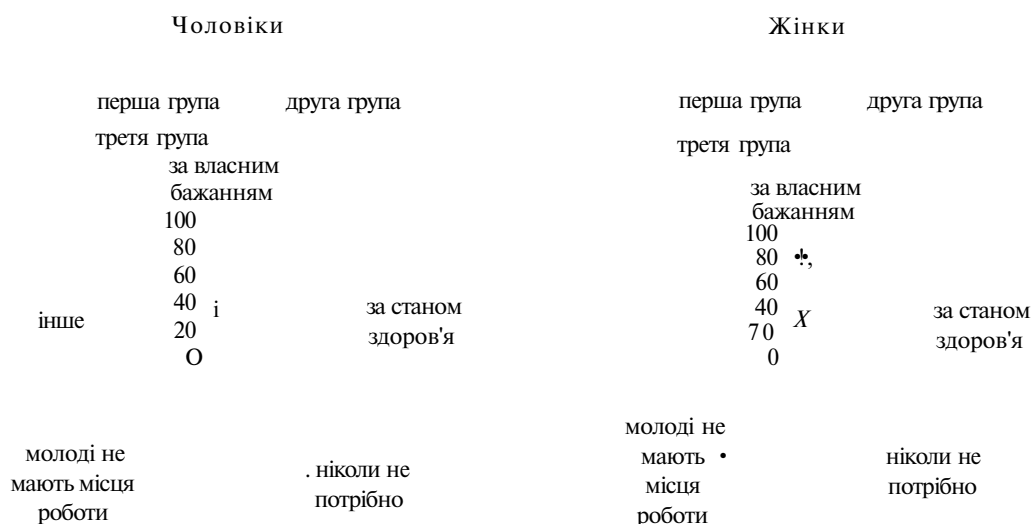 Чоловіки
перша група друга група
третя група
за власним
бажанням
100
80
60
40 і
20
О
інше
за станом
здоров'я
молоді не
мають місця
роботи
. ніколи не
потрібно
Жінки
перша група друга група
третя група
за власним
бажанням
100
80
60
40 X
70
0
за станом
здоров'я
молоді не
мають •
місця
роботи
ніколи не
потрібно